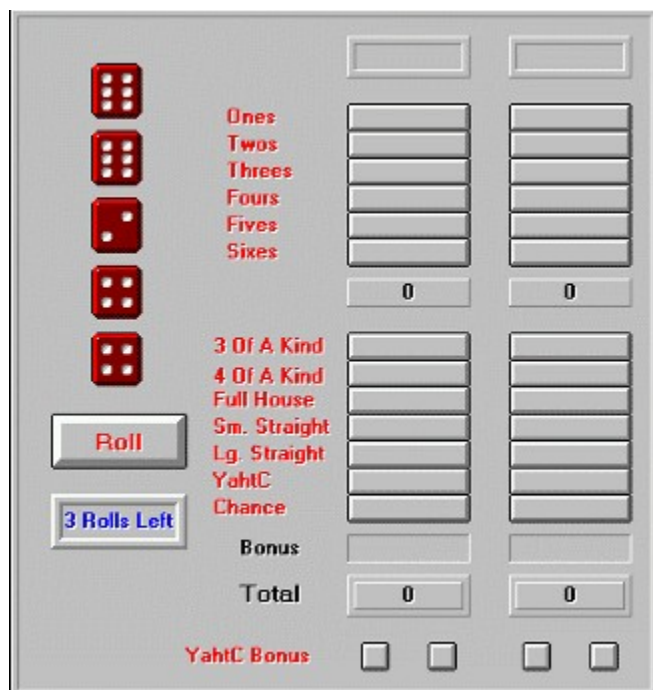 Ones
Twos
Threes
Fours
Fives
Sixes
0 0
3 Of A Kind
4 Of A Kind
Full House
Sm. Straight
Lg. Straight
YahtC
Chance
Roll
3 Rolls Left
Bonus
Total 0 0
YahtC Bonus